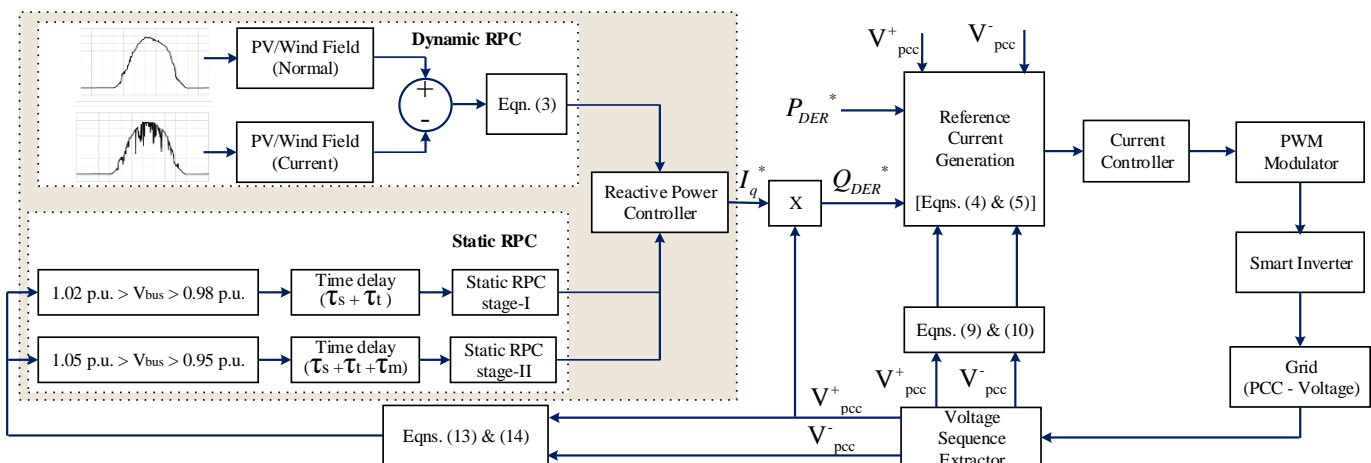 Dynamic RPC
PV/Wind Field
(Normal)
+
-
Eqn. (3)
PV/Wind Field
(Current)
Reactive Power
Controller
Static RPC
1.02 p.u. > Vbus > 0.98 p.u.
Time delay
(τs + τt)
Static RPC
stage-I
1.05 p.u. > Vbus > 0.95 p.u.
Time delay
(τs + τt + τm)
Static RPC
stage-II
Iq*
X
QDER*
PDER*
V+pcc
V-pcc
Reference
Current
Generation
[Eqns. (4) & (5)]
Current
Controller
PWM
Modulator
Smart Inverter
Grid
(PCC - Voltage)
Eqns. (9) & (10)
V+pcc
V-pcc
Voltage
Sequence
Extractor
V+pcc
V-pcc
Eqns. (13) & (14)